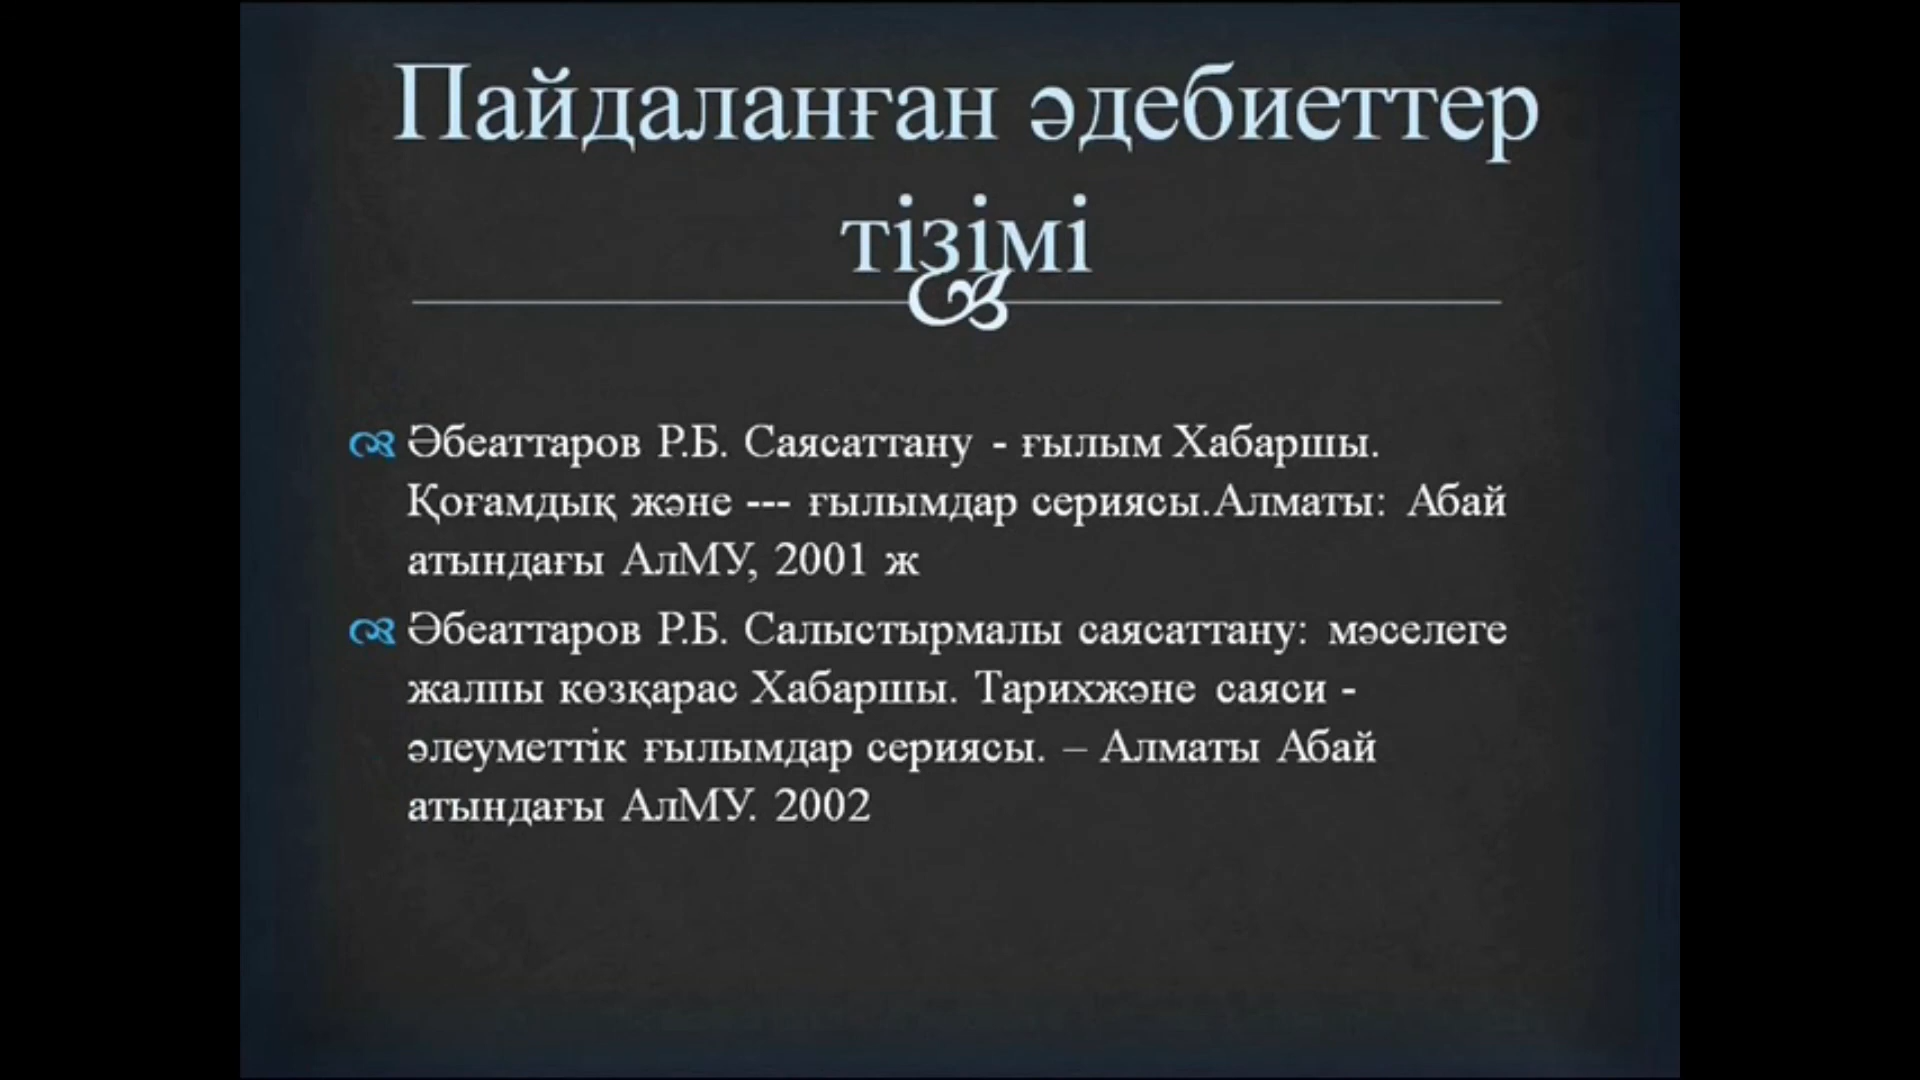 Пайдаланған әдебиеттер
тізімі
Әбеаттаров Р.Б. Саясаттану - ғылым Хабаршы.
Қоғамдық және --- ғылымдар сериясы.Алматы: Абай
атындағы АлМУ, 2001 ж
Әбеаттаров Р.Б. Салыстырмалы саясаттану: мәселеге
жалпы көзқарас Хабаршы. Тарихжәне саяси -
әлеуметтік ғылымдар сериясы. – Алматы Абай
атындағы АлМУ. 2002